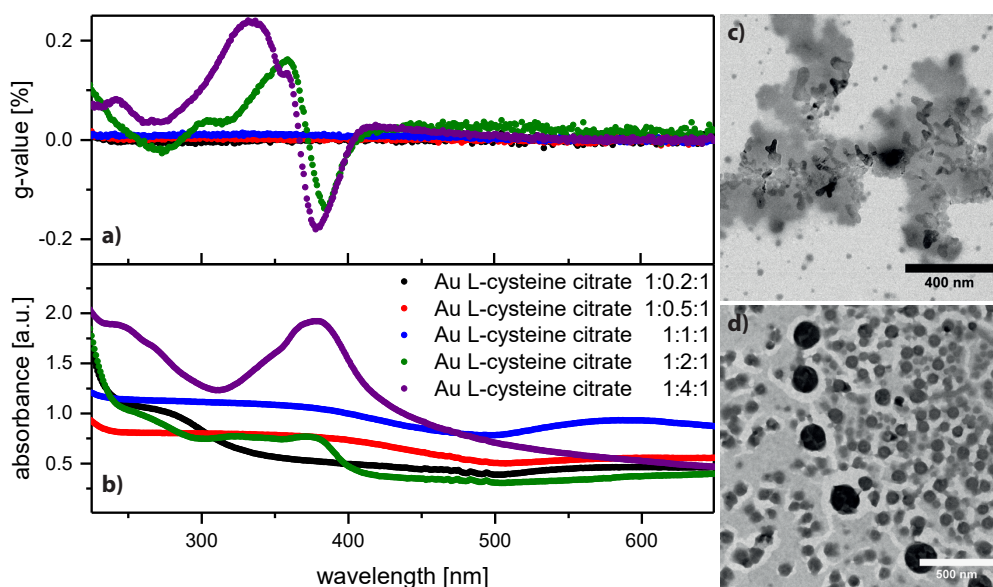 0.2
0.0
-0.2
g-value [%]
a)
2.0
1.5
1.0
0.5
absorbance [a.u.]
b)
Au L-cysteine citrate 1:0.2:1
Au L-cysteine citrate 1:0.5:1
Au L-cysteine citrate 1:1:1
Au L-cysteine citrate 1:2:1
Au L-cysteine citrate 1:4:1
300 400 500 600
wavelength [nm]
c)
400 nm
d)
500 nm